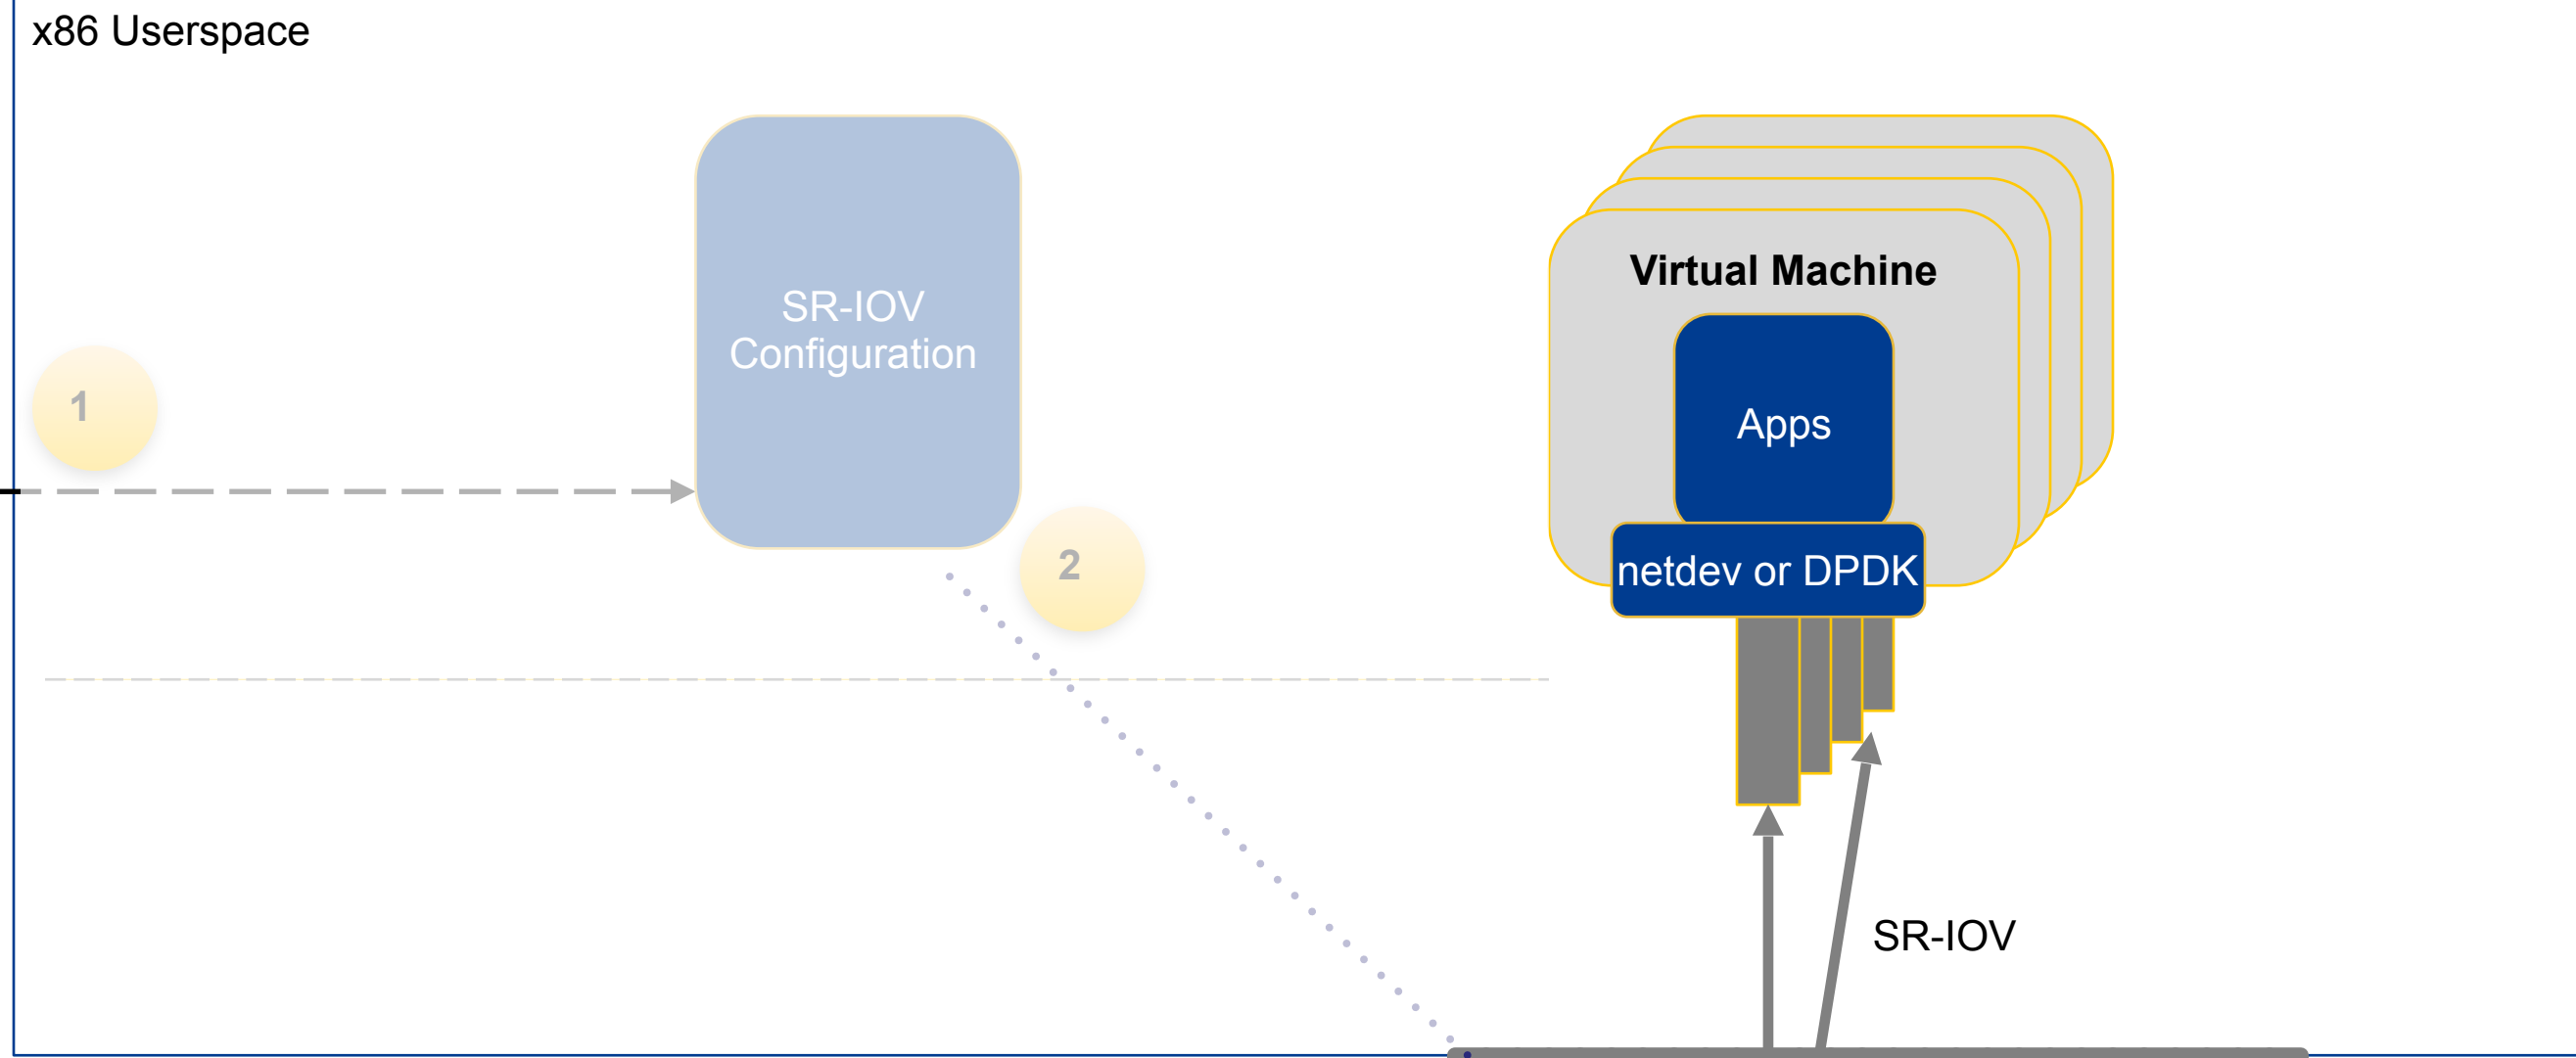 x86 Userspace
SR-IOV
Configuration
1
2
Virtual Machine
Apps
netdev or DPDK
SR-IOV